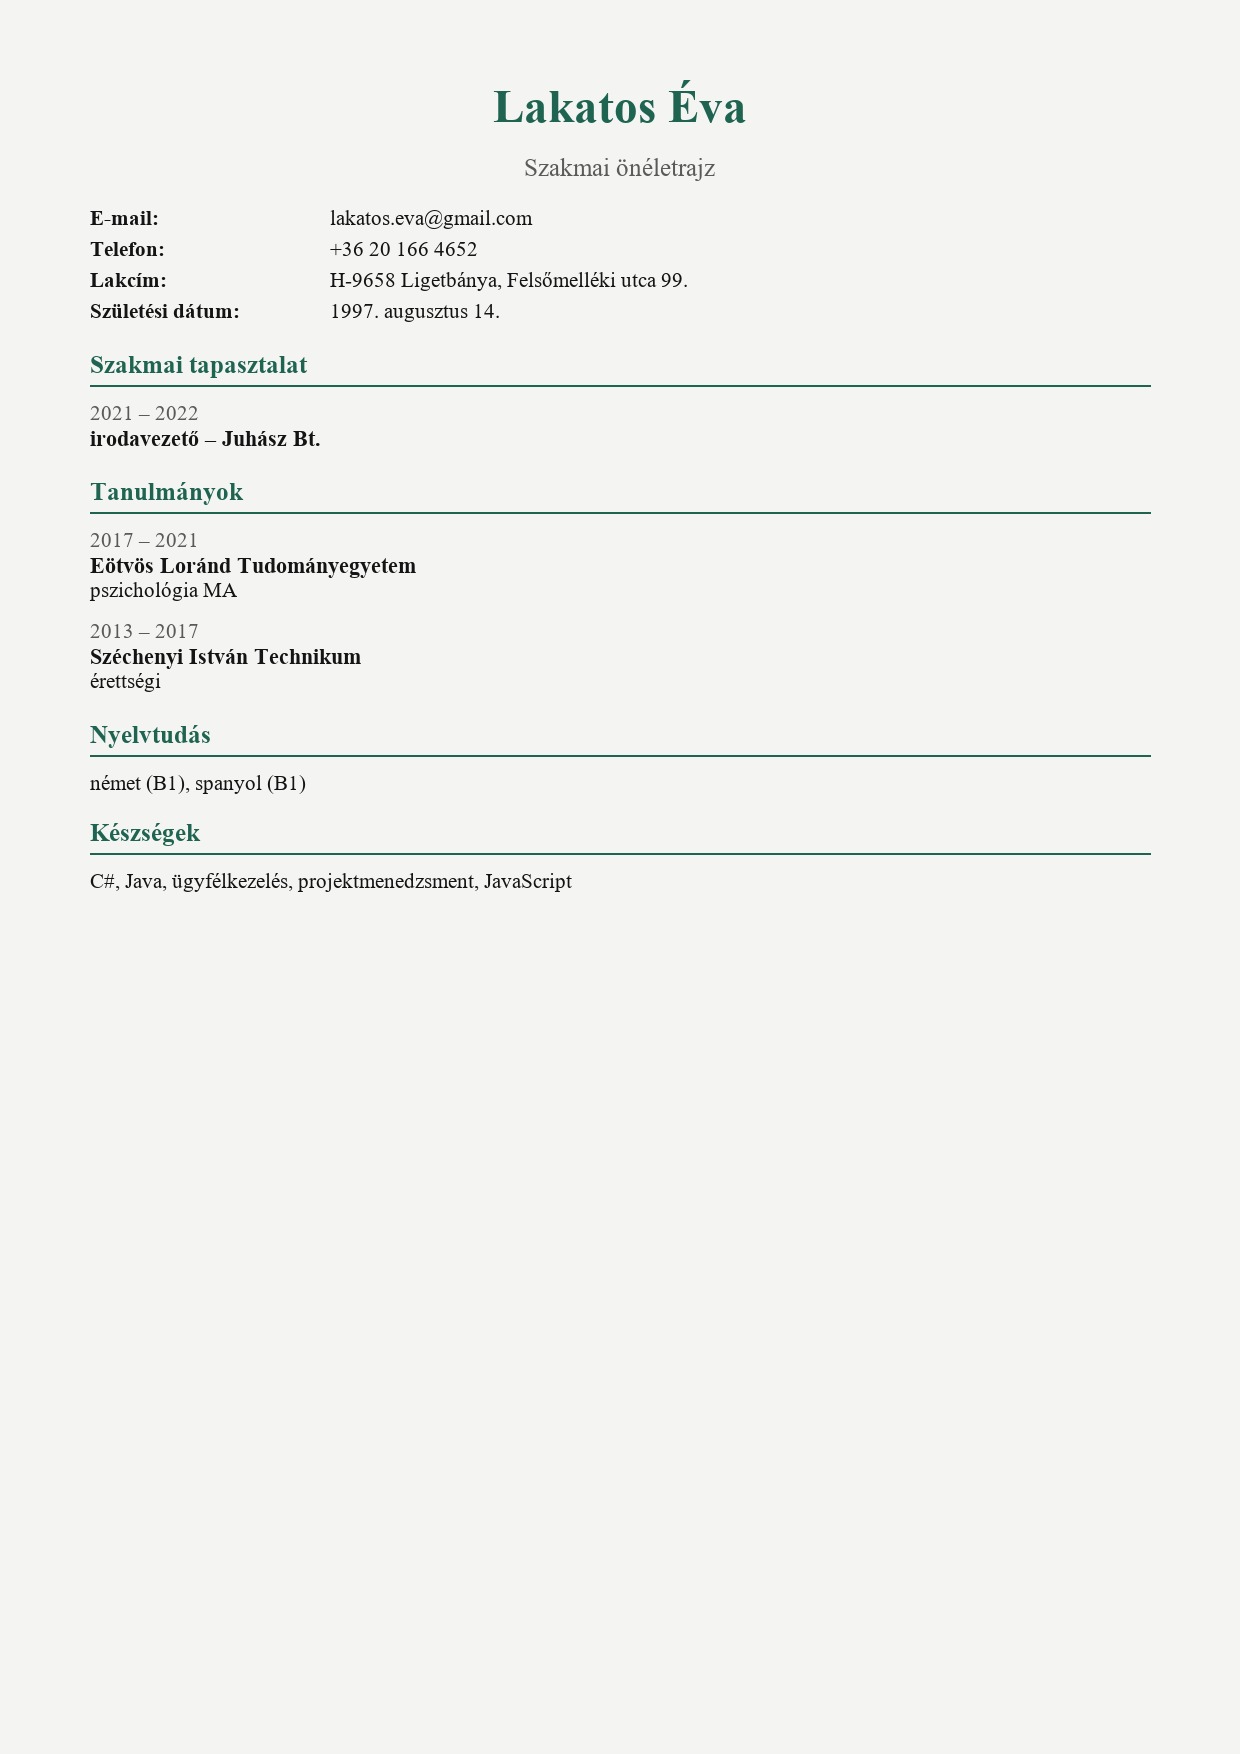 Lakatos Éva
Szakmai önéletrajz
E-mail: lakatos.eva@gmail.com
Telefon: +36 20 166 4652
Lakcím: H-9658 Ligetbánya, Felsőmelléki utca 99.
Születési dátum: 1997. augusztus 14.
Szakmai tapasztalat
2021 – 2022
irodavezető – Juhász Bt.
Tanulmányok
2017 – 2021
Eötvös Loránd Tudományegyetem
pszichológia MA
2013 – 2017
Széchenyi István Technikum
érettségi
Nyelvtudás
német (B1), spanyol (B1)
Készségek
C#, Java, ügyfélkezelés, projektmenedzsment, JavaScript